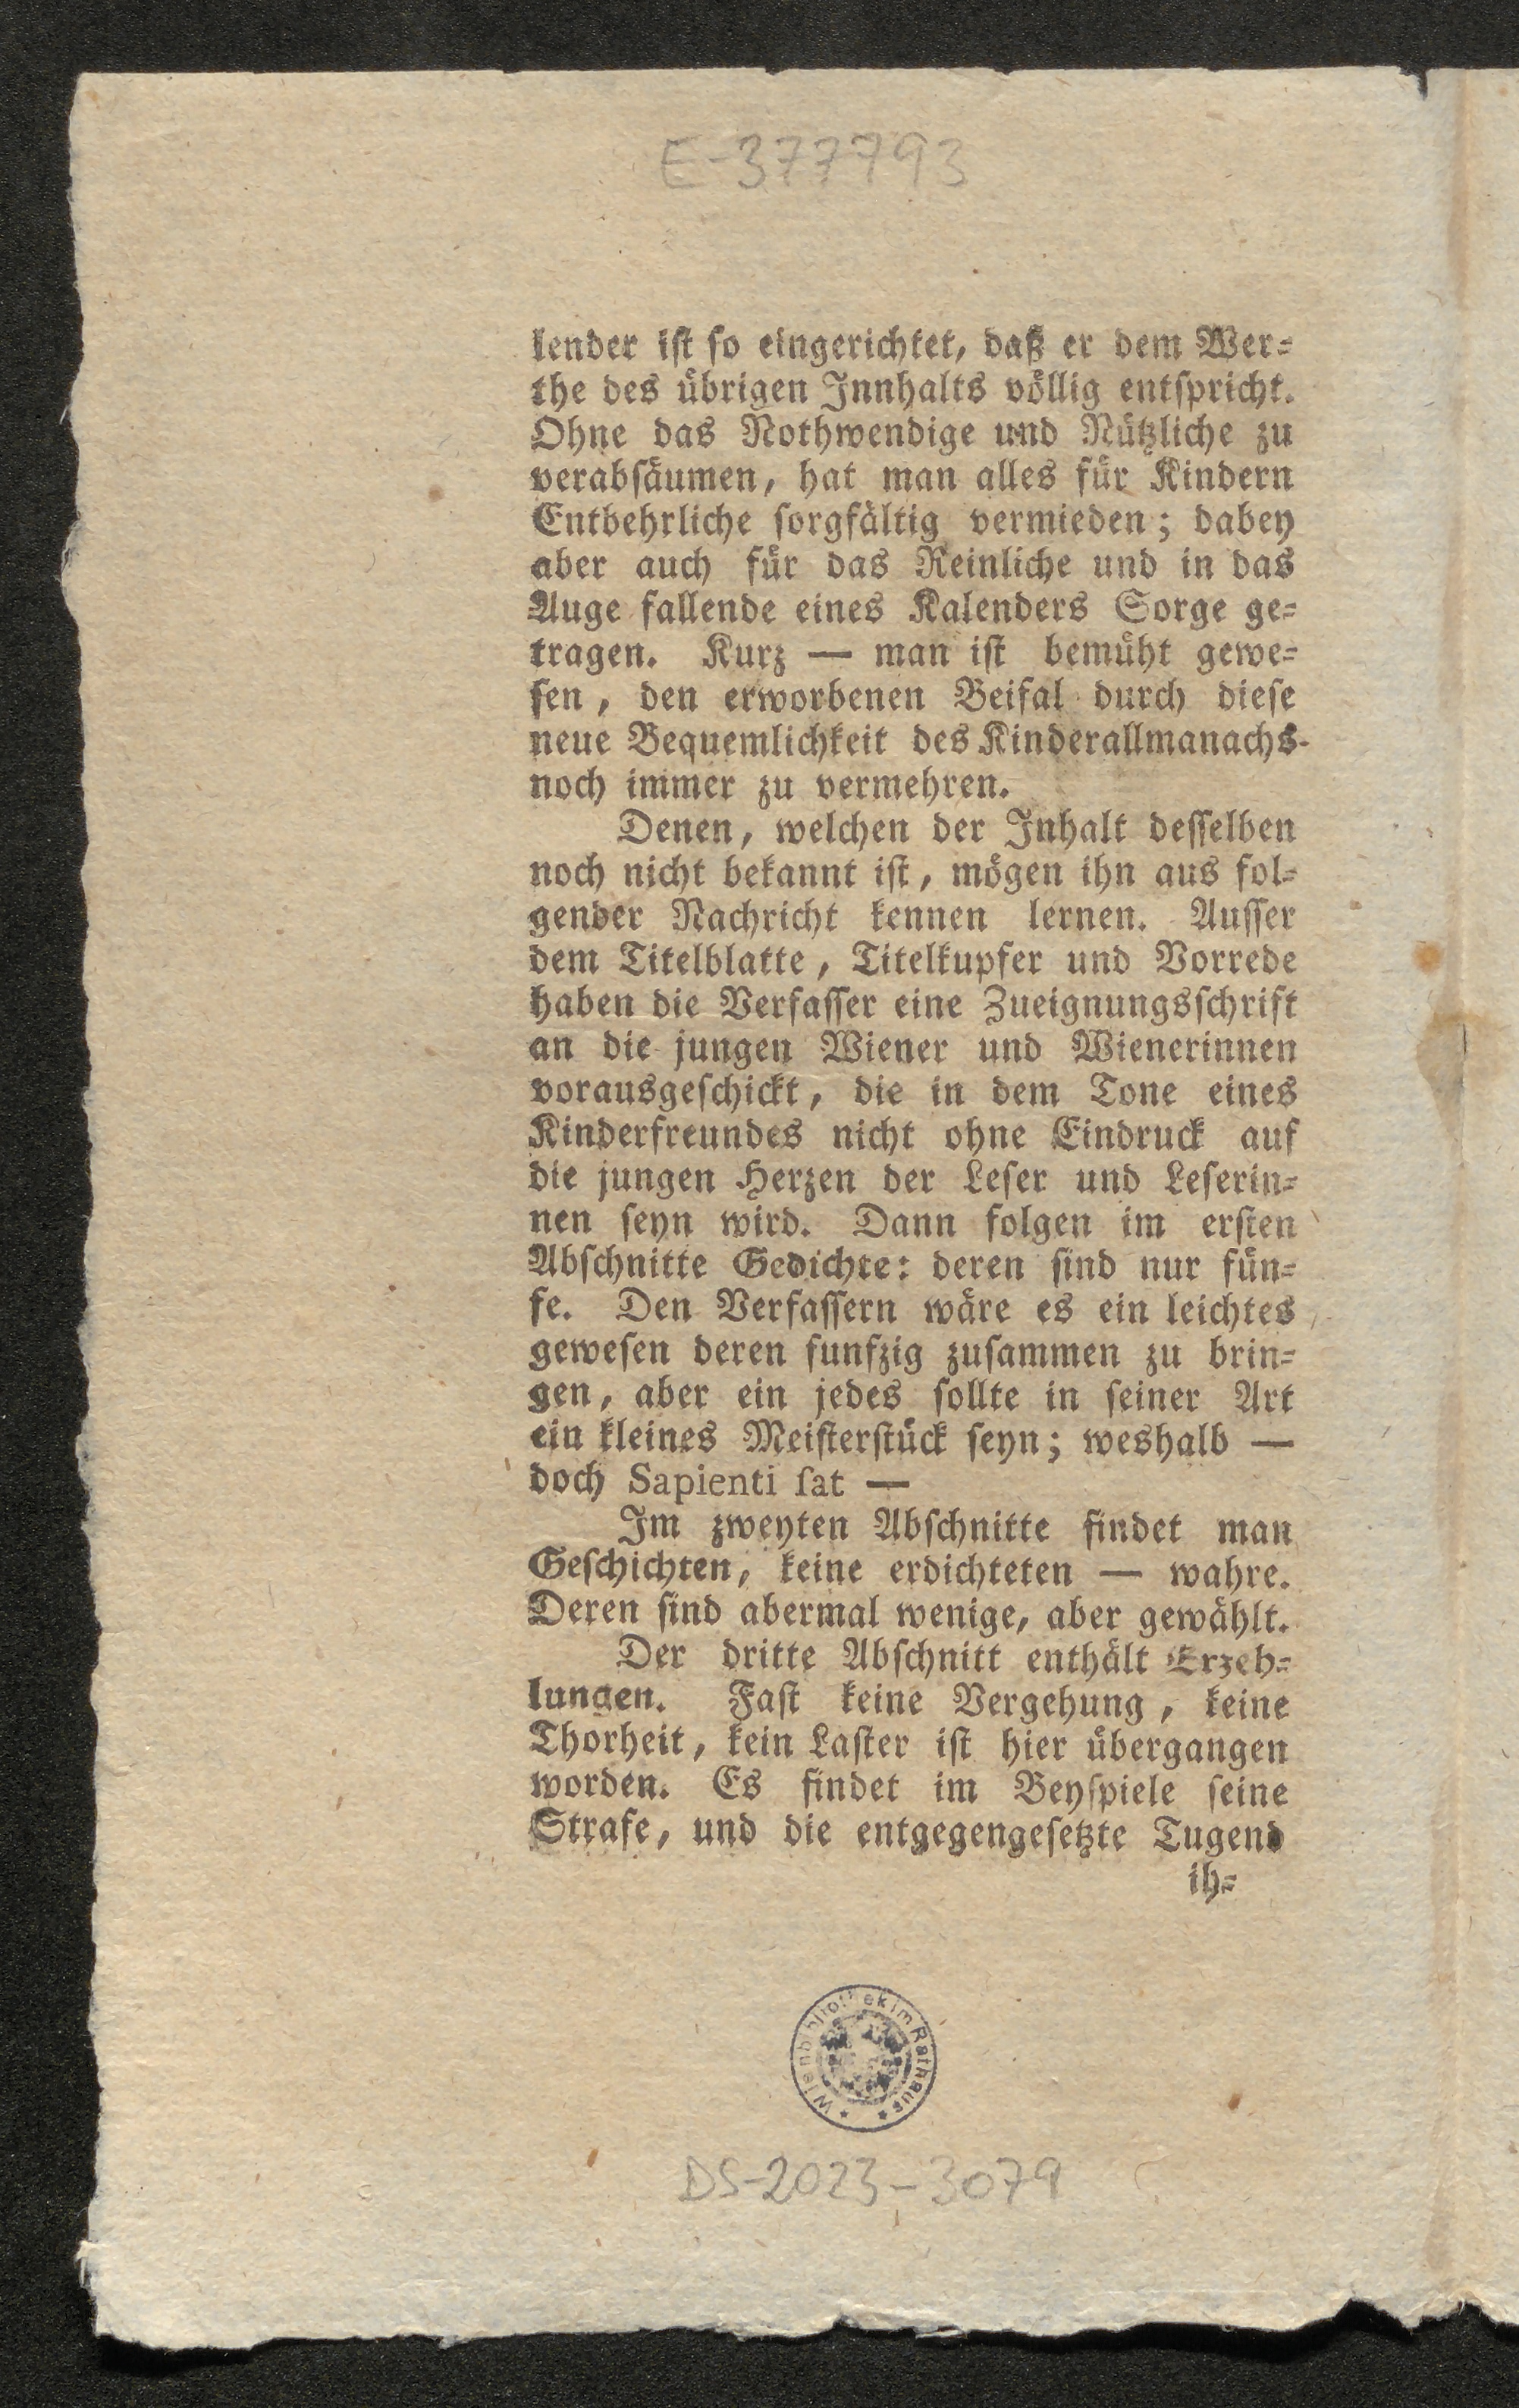 E-377793
lender ist so eingerichtet, daß er dem Wer=
the des übrigen Innhalts völlig entspricht.
Ohne das Nothwendige und Nützliche zu
verabsäumen, hat man alles für Kindern
Entbehrliche sorgfältig vermieden; dabey
aber auch für das Reinliche und in das
Auge fallende eines Kalenders Sorge ge=
tragen. Kurz — man ist bemüht gewe=
sen, den erworbenen Beifal durch diese
neue Bequemlichkeit des Kinderallmanachs
noch immer zu vermehren.
Denen, welchen der Inhalt desselben
noch nicht bekannt ist, mögen ihn aus fol=
gender Nachricht kennen lernen. Ausser
dem Titelblatte, Titelkupfer und Vorrede
haben die Verfasser eine Zueignungsschrift
an die jungen Wiener und Wienerinnen
vorausgeschickt, die in dem Tone eines
Kinderfreundes nicht ohne Eindruck auf
die jungen Herzen der Leser und Leserin=
nen seyn wird. Dann folgen im ersten
Abschnitte Gedichte: deren sind nur fün=
fe. Den Verfassern wäre es ein leichtes
gewesen deren funfzig zusammen zu brin=
gen, aber ein jedes sollte in seiner Art
ein kleines Meisterstück seyn; weshalb —
doch Sapienti sat —
Im zweyten Abschnitte findet man
Geschichten, keine erdichteten — wahre.
Deren sind abermal wenige, aber gewählt.
Der dritte Abschnitt enthält Erzeh=
lungen. Fast keine Vergehung, keine
Thorheit, kein Laster ist hier übergangen
worden. Es findet im Beyspiele seine
Strafe, und die entgegengesetzte Tugend
ih=
Wienbibliothek im Rathaus
DS-2023-3079